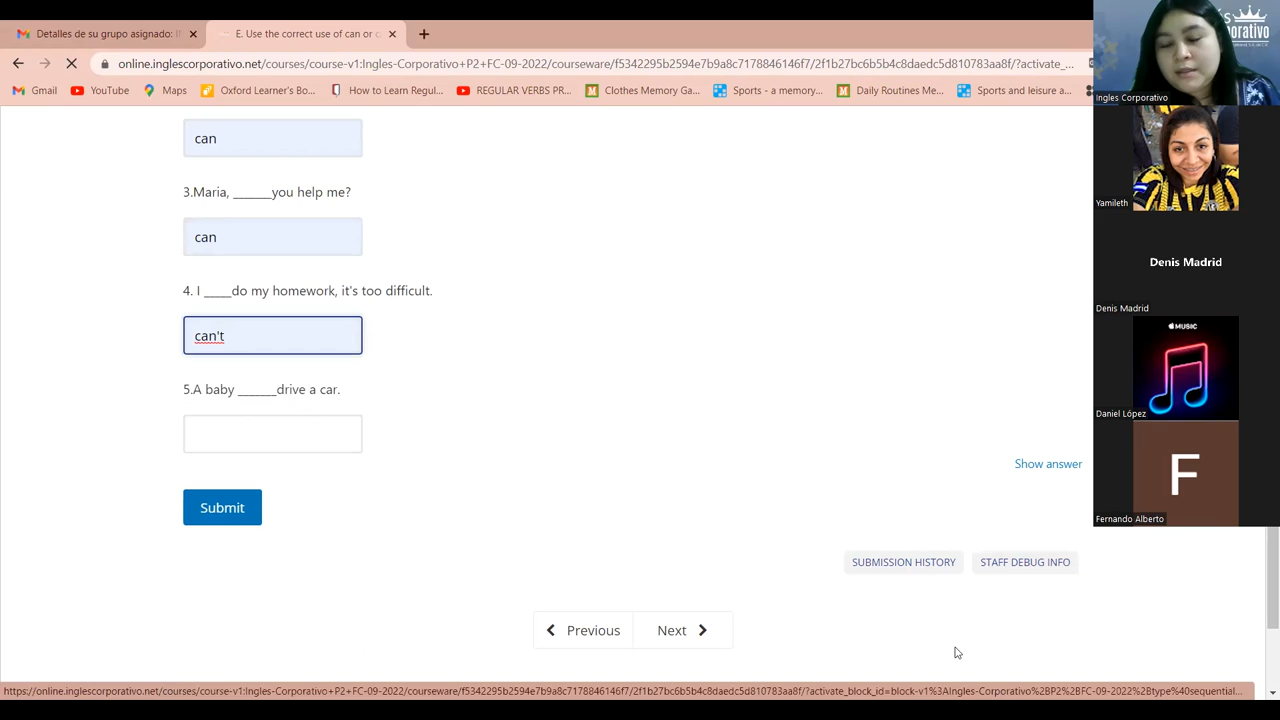 Detalles de su grupo asignado: I
E. Use the correct use of can or c
online.inglescorporativo.net/courses/course-v1:Ingles-Corporativo+P2+FC-09-2022/courseware/f5342295b2594e7b9a8c7178846146f7/2f1b27bc6b5b4c8daedc5d810783aa8f/?activate_...
Gmail YouTube Maps Oxford Learner's Bo... How to Learn Regul... REGULAR VERBS PR... Clothes Memory Ga... Sports - a memory... Daily Routines Me... Sports and leisure a...
can
3.Maria, _______you help me?
can
4. I _____do my homework, it's too difficult.
can't
5.A baby _______drive a car.
Show answer
Submit
SUBMISSION HISTORY STAFF DEBUG INFO
Previous Next
https://online.inglescorporativo.net/courses/course-v1:Ingles-Corporativo+P2+FC-09-2022/courseware/f5342295b2594e7b9a8c7178846146f7/2f1b27bc6b5b4c8daedc5d810783aa8f/?activate_block_id=block-v1%3AIngles-Corporativo%2BP2%2BFC-09-2022%2Btype%40sequential...
Ingles Corporativo
Yamileth
Denis Madrid
Denis Madrid
MUSIC
Daniel López
F
Fernando Alberto